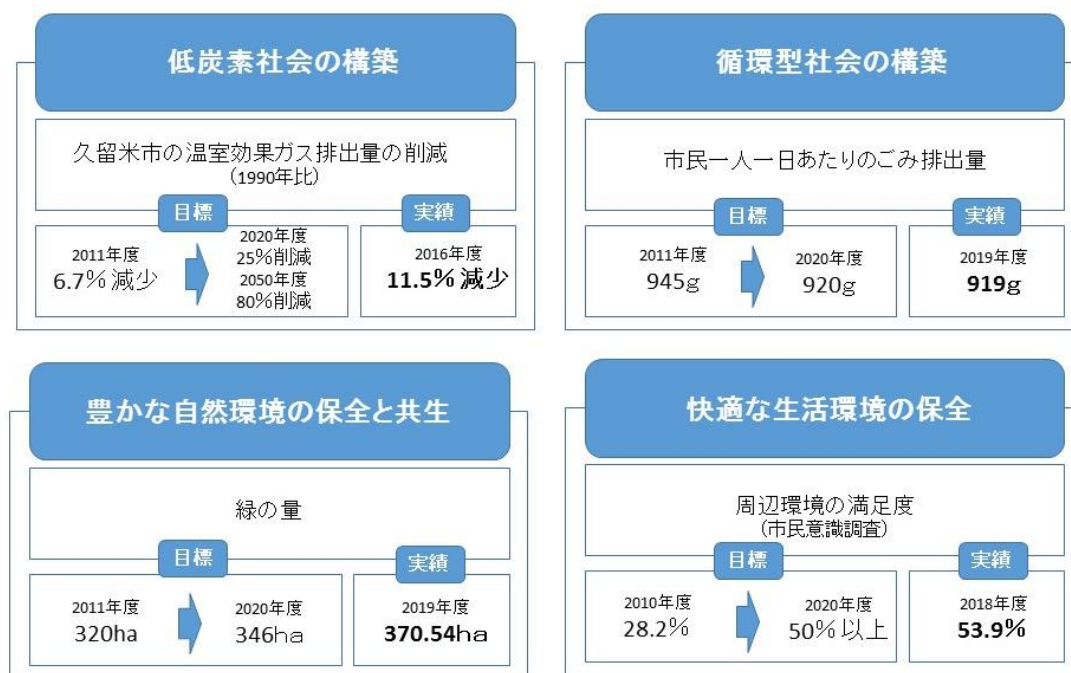 低炭素社会の構築
久留米市の温室効果ガス排出量の削減
(1990年比)
目標
実績
2011年度
6.7%減少
2020年度
25%削減
2050年度
80%削減
2016年度
11.5%減少
循環型社会の構築
市民一人一日あたりのごみ排出量
目標
実績
2011年度
945g
2020年度
920g
2019年度
919g
豊かな自然環境の保全と共生
緑の量
目標
実績
2011年度
320ha
2020年度
346ha
2019年度
370.54ha
快適な生活環境の保全
周辺環境の満足度
(市民意識調査)
目標
実績
2010年度
28.2%
2020年度
50%以上
2018年度
53.9%